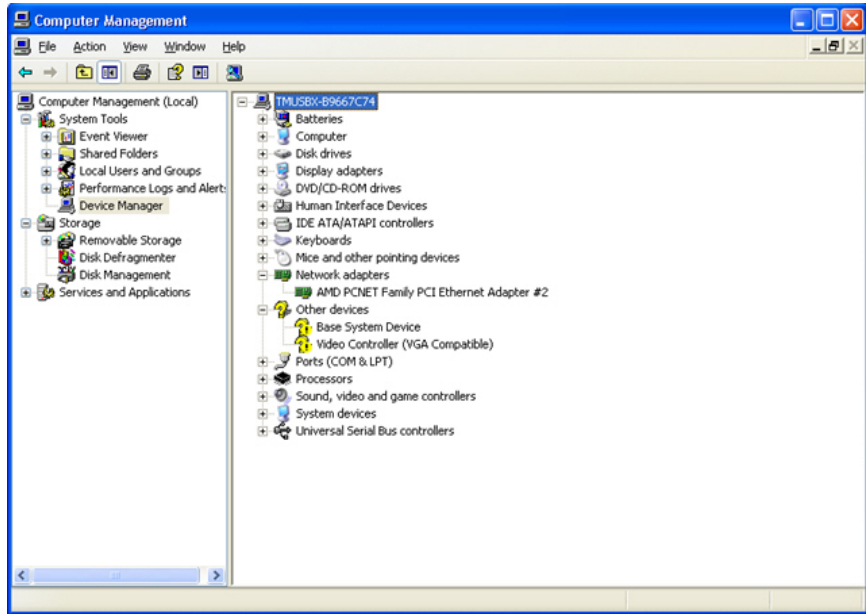 Computer Management
File Action View Window Help
Computer Management (Local)
System Tools
Event Viewer
Shared Folders
Local Users and Groups
Performance Logs and Alert
Device Manager
Storage
Removable Storage
Disk Defragmenter
Disk Management
Services and Applications
TMUSBX-B9667C74
Batteries
Computer
Disk drives
Display adapters
DVD/CD-ROM drives
Human Interface Devices
IDE ATA/ATAPI controllers
Keyboards
Mice and other pointing devices
Network adapters
AMD PCNET Family PCI Ethernet Adapter #2
Other devices
Base System Device
Video Controller (VGA Compatible)
Ports (COM & LPT)
Processors
Sound, video and game controllers
System devices
Universal Serial Bus controllers